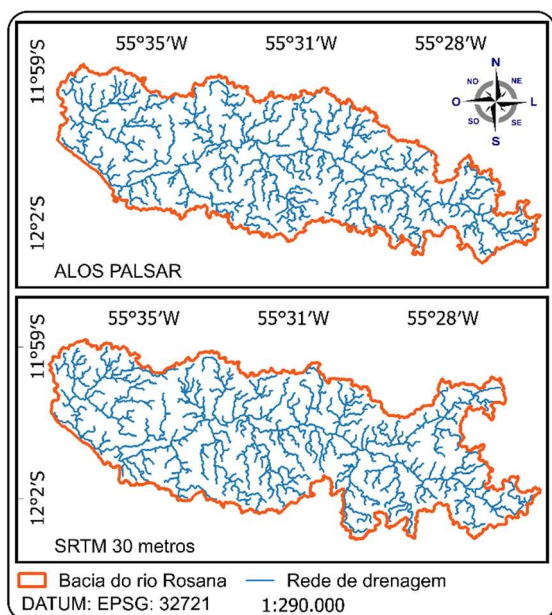 55°35'W 55°31'W 55°28'W
11°59'S
N
NO NE
O L
SO SE
S
12°2'S
ALOS PALSAR
55°35'W 55°31'W 55°28'W
11°59'S
12°2'S
SRTM 30 metros
Bacia do rio Rosana Rede de drenagem
DATUM: EPSG: 32721 1:290.000